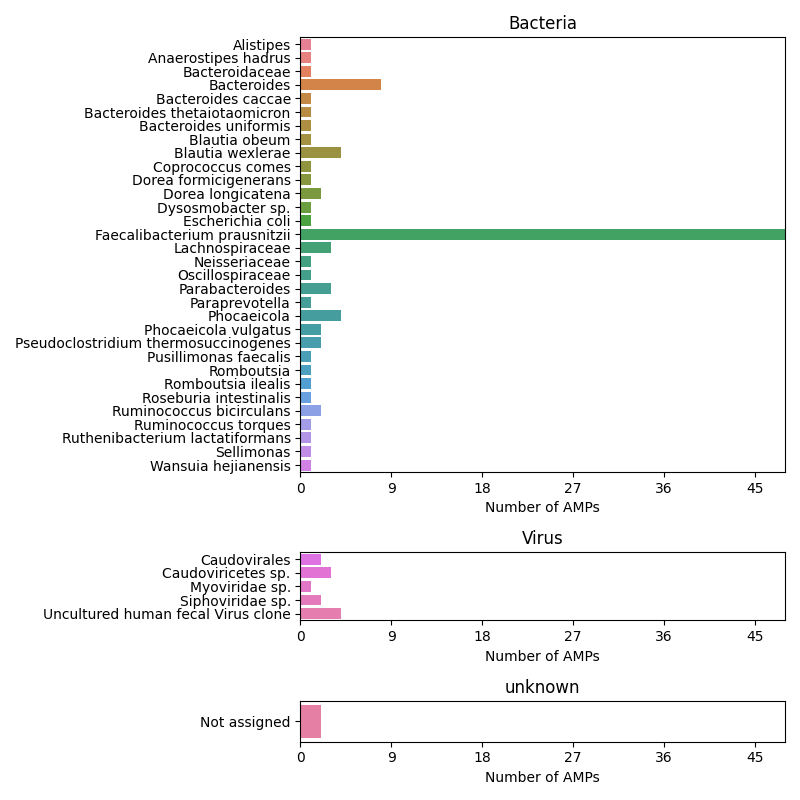 Bacteria
Alistipes
Anaerostipes hadrus
Bacteroidaceae
Bacteroides
Bacteroides caccae
Bacteroides thetaiotaomicron
Bacteroides uniformis
Blautia obeum
Blautia wexlerae
Coprococcus comes
Dorea formicigenerans
Dorea longicatena
Dysosmobacter sp.
Escherichia coli
Faecalibacterium prausnitzii
Lachnospiraceae
Neisseriaceae
Oscillospiraceae
Parabacteroides
Paraprevotella
Phocaeicola
Phocaeicola vulgatus
Pseudoclostridium thermosuccinogenes
Pusillimonas faecalis
Romboutsia
Romboutsia ilealis
Roseburia intestinalis
Ruminococcus bicirculans
Ruminococcus torques
Ruthenibacterium lactatiformans
Sellimonas
Wansuia hejianensis
0 9 18 27 36 45
Number of AMPs
Virus
Caudovirales
Caudoviricetes sp.
Myoviridae sp.
Siphoviridae sp.
Uncultured human fecal Virus clone
0 9 18 27 36 45
Number of AMPs
unknown
Not assigned
0 9 18 27 36 45
Number of AMPs